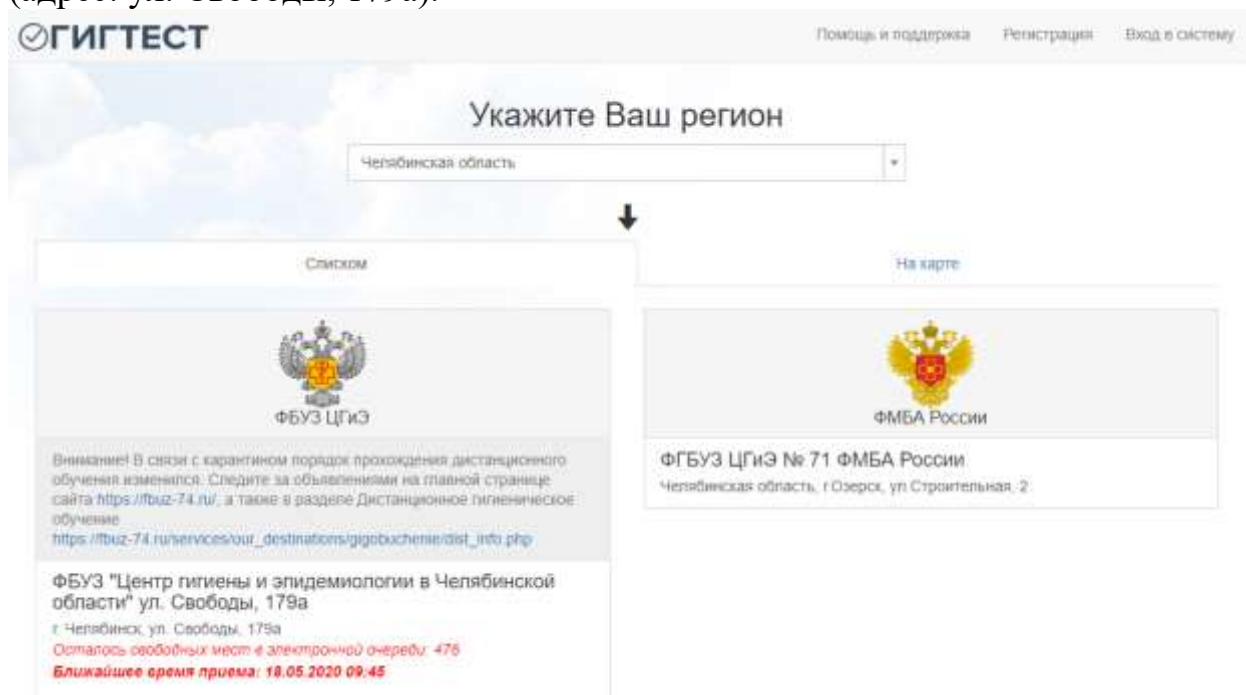 (адрес: ул. Свободы, 179а).
ГИГТЕСТ
Помощь и поддержка Регистрация Вход в систему
Укажите Ваш регион
Челябинская область
Списком
На карте
ФБУЗ ЦГиЭ
Внимание! В связи с карантином порядок прохождения дистанционного
обучения изменился. Следите за объявлениями на главной странице
сайта https://fbuz-74.ru/, а также в разделе Дистанционное гигиеническое
обучение
https://fbuz-74.ru/services/our_destinations/gigobuchenie/dist_info.php
ФБУЗ "Центр гигиены и эпидемиологии в Челябинской
области" ул. Свободы, 179а
г. Челябинск, ул. Свободы, 179а
Осталось свободных мест в электронной очереди: 476
Ближайшее время приема: 18.05.2020 09:45
ФМБА России
ФГБУЗ ЦГиЭ № 71 ФМБА России
Челябинская область, г Озерск, ул Строительная, 2